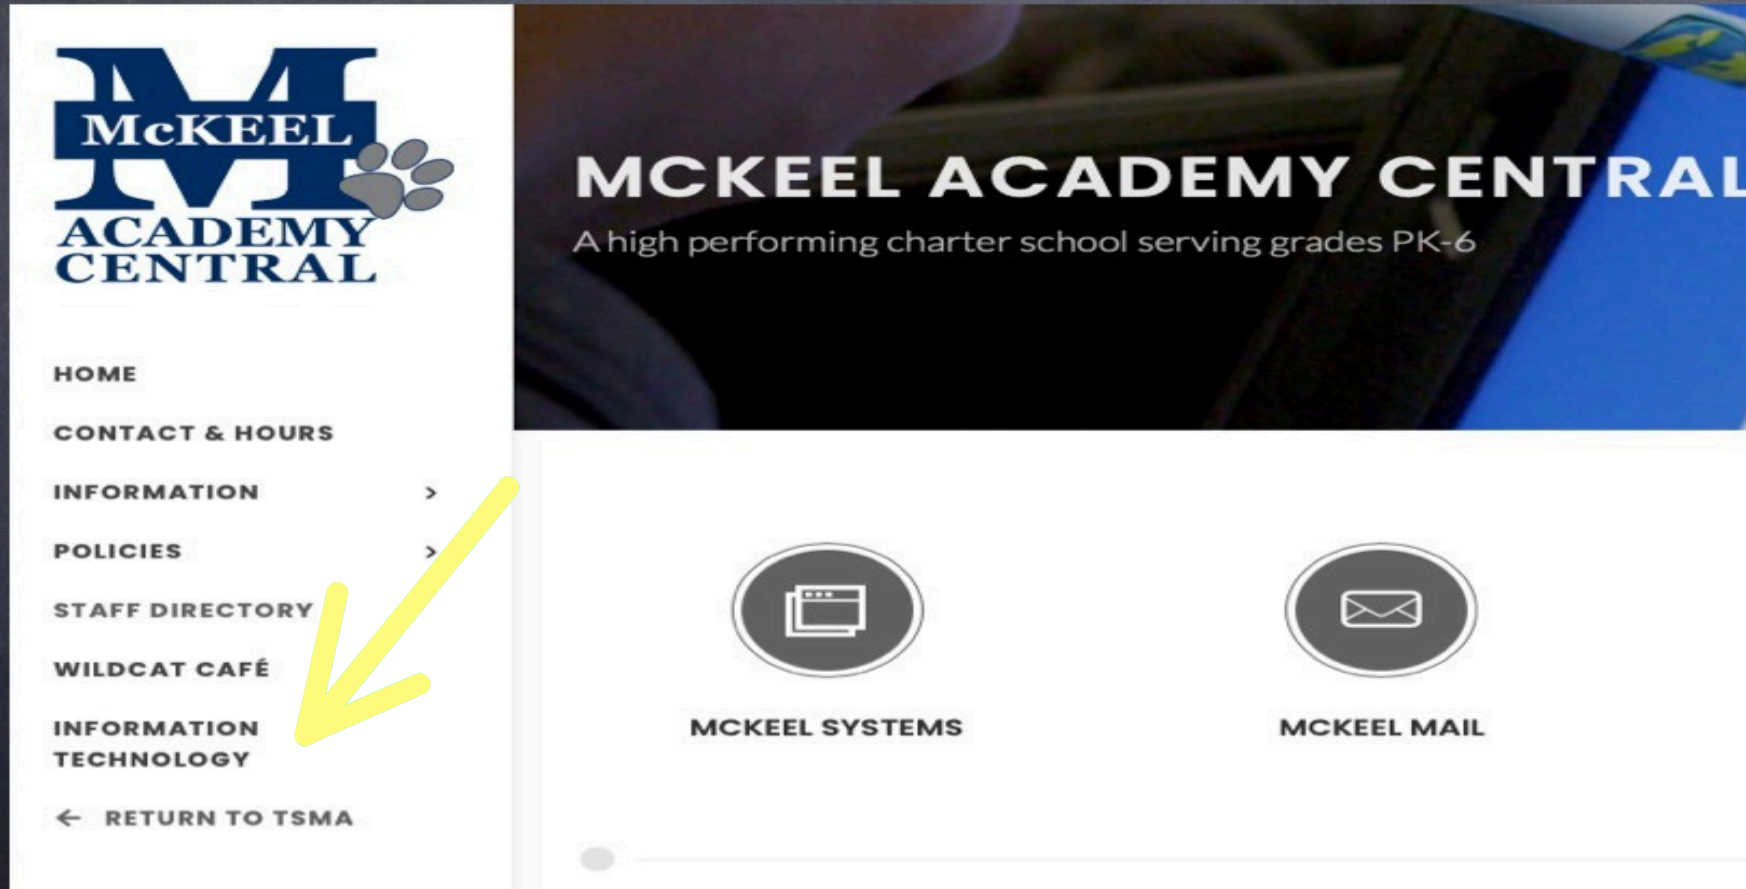 McKEEL
ACADEMY
CENTRAL
HOME
CONTACT & HOURS
INFORMATION >
POLICIES >
STAFF DIRECTORY
WILDCAT CAFÉ
INFORMATION
TECHNOLOGY
← RETURN TO TSMA
MCKEEL ACADEMY CENTRAL
A high performing charter school serving grades PK-6
MCKEEL SYSTEMS
MCKEEL MAIL